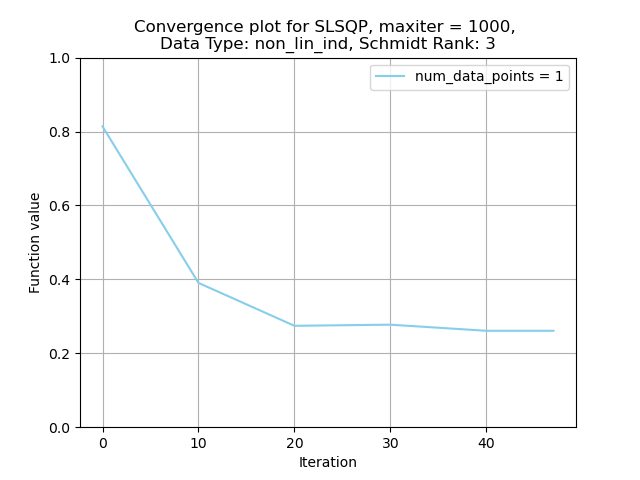 Convergence plot for SLSQP, maxiter = 1000,
Data Type: non_lin_ind, Schmidt Rank: 3
num_data_points = 1
1.0
0.8
0.6
0.4
0.2
0.0
Function value
0 10 20 30 40
Iteration